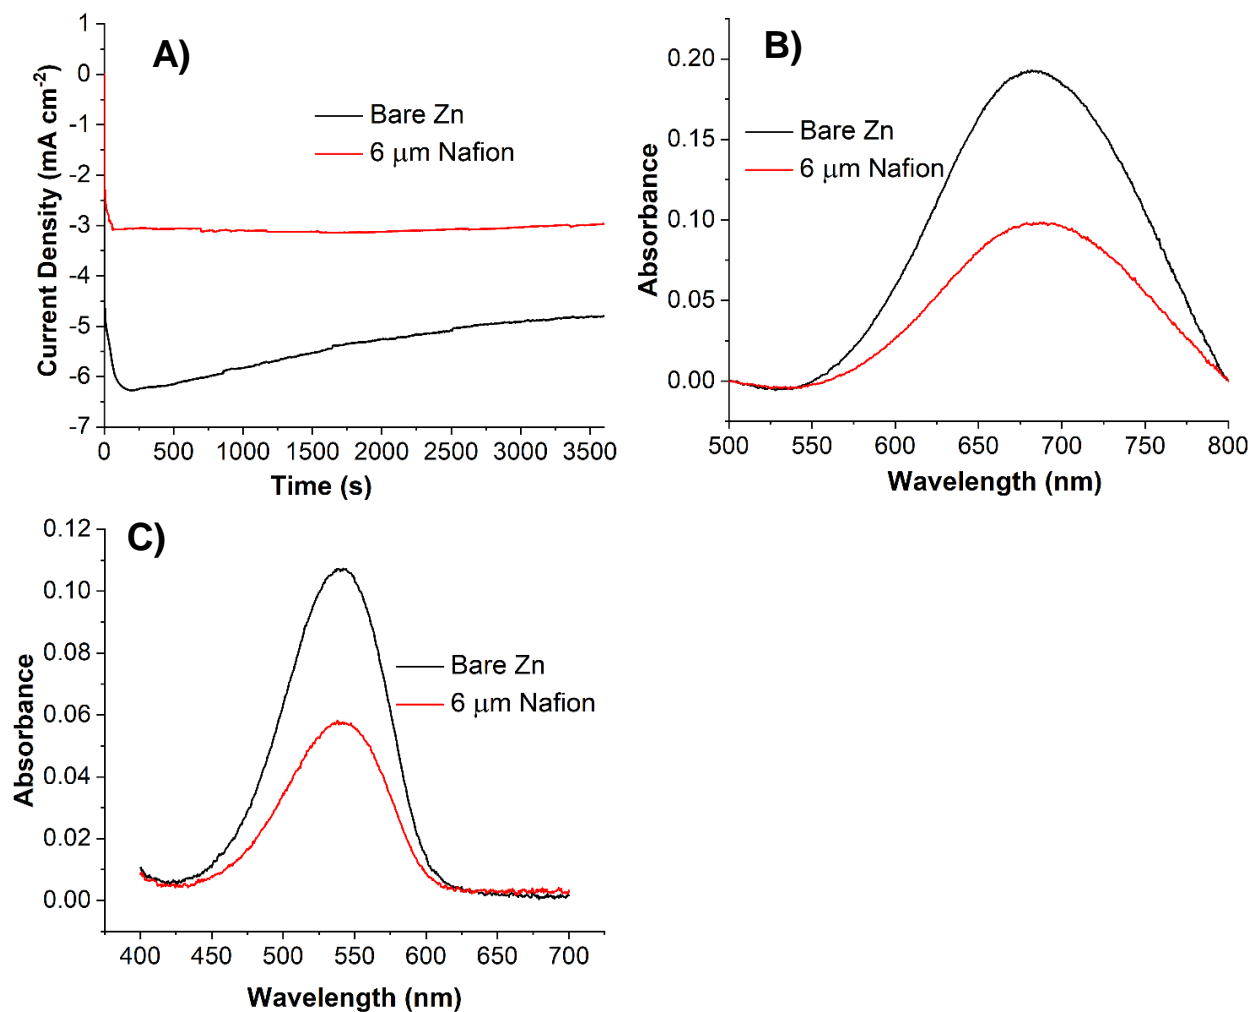 A)
Current Density (mA cm-2)
1
0
-1
-2
-3
-4
-5
-6
-7
Bare Zn
6 μm Nafion
0 500 1000 1500 2000 2500 3000 3500
Time (s)
B)
Absorbance
0.20
0.15
0.10
0.05
0.00
Bare Zn
6 μm Nafion
500 550 600 650 700 750 800
Wavelength (nm)
C)
Absorbance
0.12
0.10
0.08
0.06
0.04
0.02
0.00
Bare Zn
6 μm Nafion
400 450 500 550 600 650 700
Wavelength (nm)